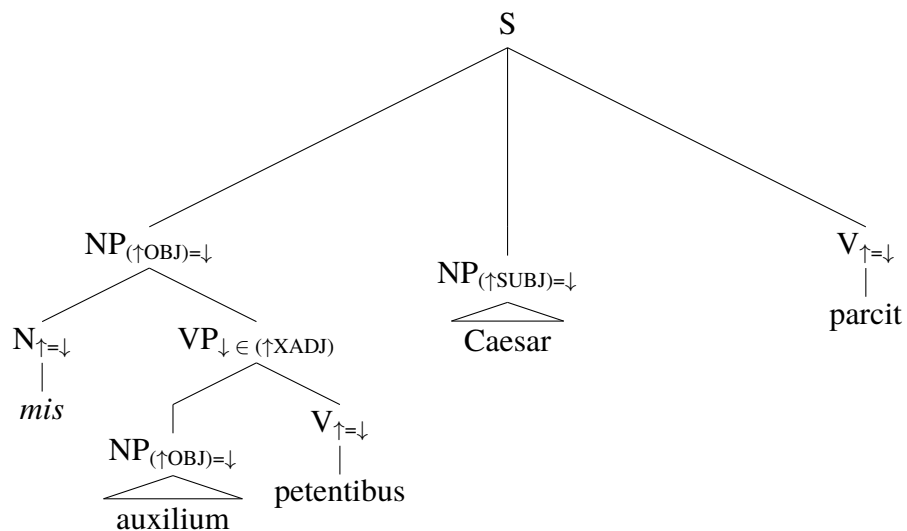 S
NP(↑OBJ)=↓ NP(↑SUBJ)=↓ V↑=↓
N↑=↓ VP↓ ∈ (↑XADJ) Caesar parcit
mis NP(↑OBJ)=↓ V↑=↓
auxilium petentibus